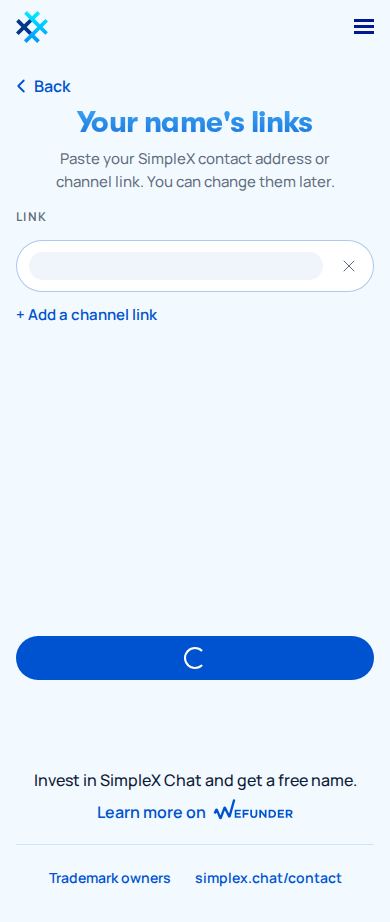 Back
Your name's links
Paste your SimpleX contact address or
channel link. You can change them later.
LINK
+ Add a channel link
Invest in SimpleX Chat and get a free name.
Learn more on WEFUNDER
Trademark owners simplex.chat/contact